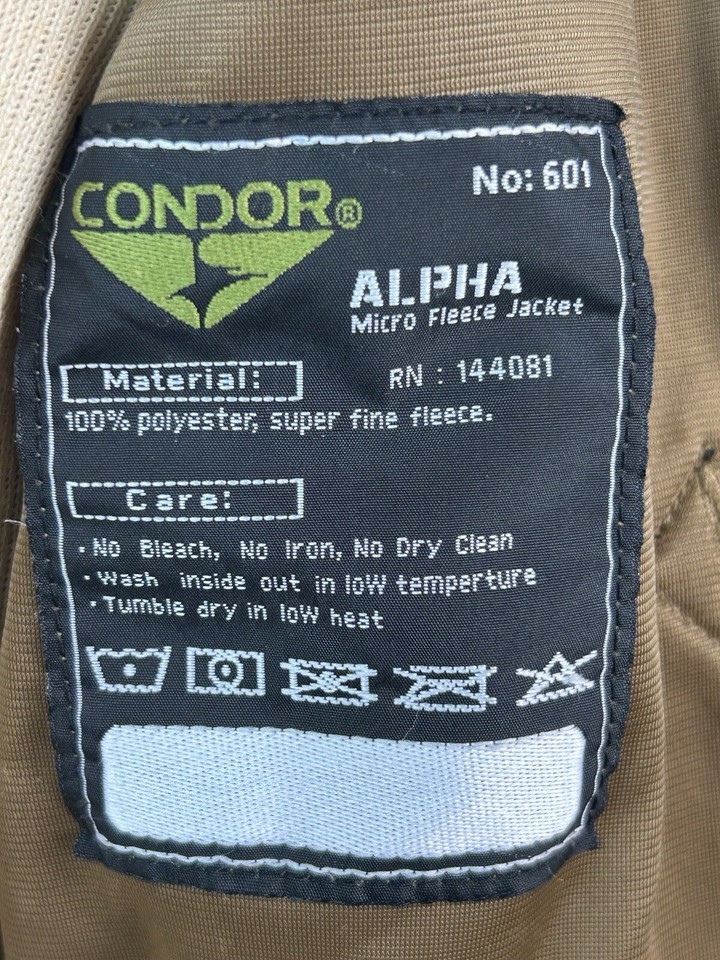 CONDOR®
No: 601
ALPHA
Micro Fleece Jacket
Material:
RN : 144081
100% polyester, super fine fleece.
Care:
· No Bleach, No Iron, No Dry Clean
· Wash inside out in loW temperture
· Tumble dry in loW heat